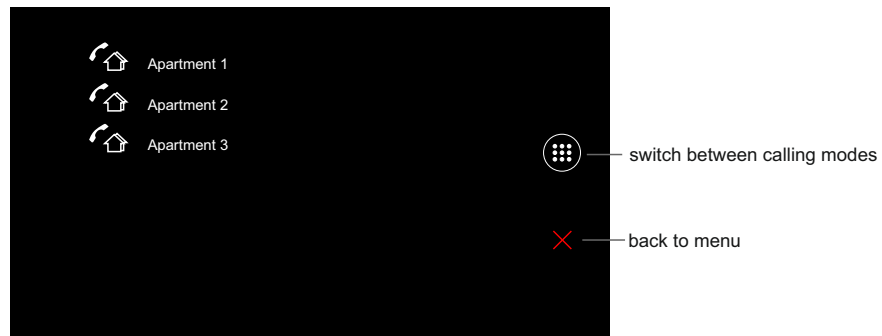 Apartment 1
Apartment 2
Apartment 3
switch between calling modes
back to menu